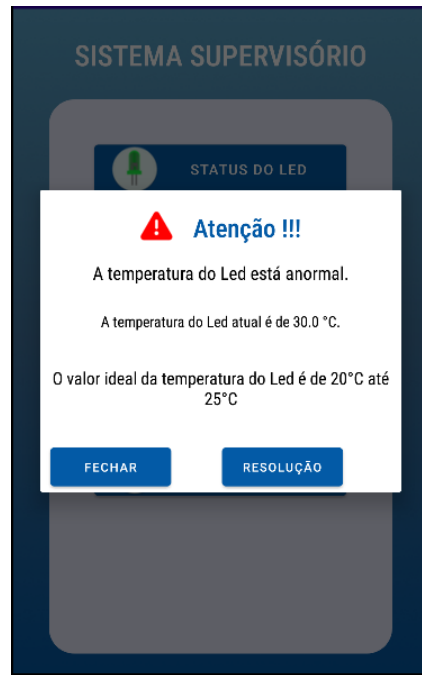 SISTEMA SUPERVISÓRIO
STATUS DO LED
Atenção !!!
A temperatura do Led está anormal.
A temperatura do Led atual é de 30.0 °C.
O valor ideal da temperatura do Led é de 20°C até
25°C
FECHAR
RESOLUÇÃO